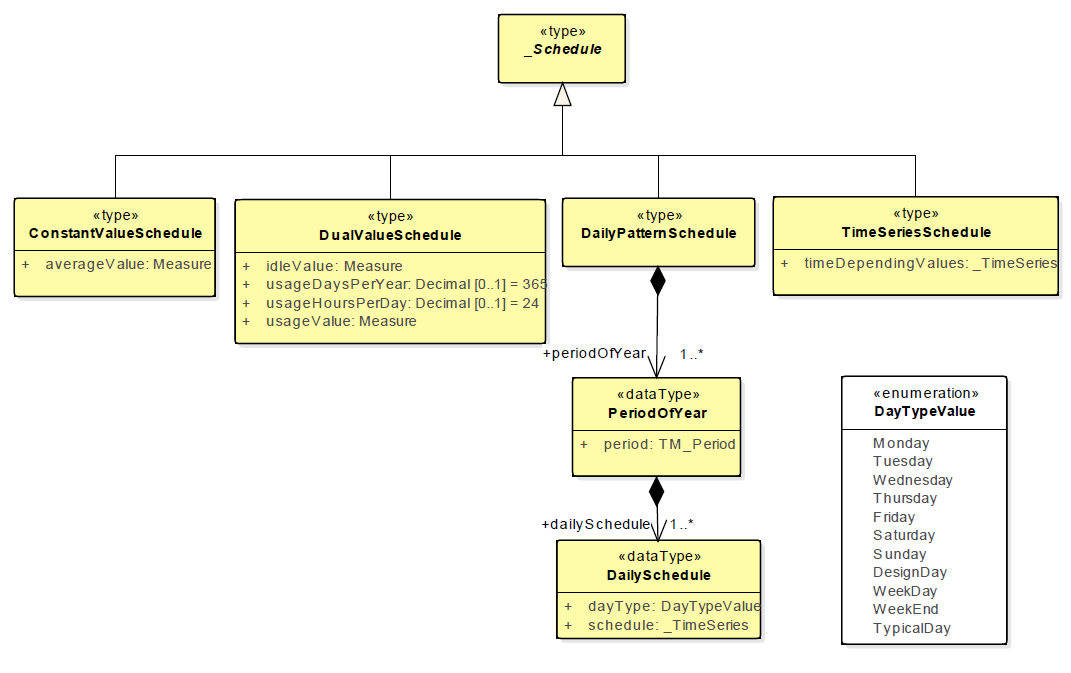 «type»
_Schedule
«type»
ConstantValueSchedule
+ averageValue: Measure
«type»
DualValueSchedule
+ idleValue: Measure
+ usageDaysPerYear: Decimal [0..1] = 365
+ usageHoursPerDay: Decimal [0..1] = 24
+ usageValue: Measure
«type»
DailyPatternSchedule
«type»
TimeSeriesSchedule
+ timeDependingValues: _TimeSeries
+periodOfYear 1..*
«dataType»
PeriodOfYear
+ period: TM_Period
+dailySchedule 1..*
«dataType»
DailySchedule
+ dayType: DayTypeValue
+ schedule: _TimeSeries
«enumeration»
DayTypeValue
Monday
Tuesday
Wednesday
Thursday
Friday
Saturday
Sunday
DesignDay
WeekDay
WeekEnd
TypicalDay